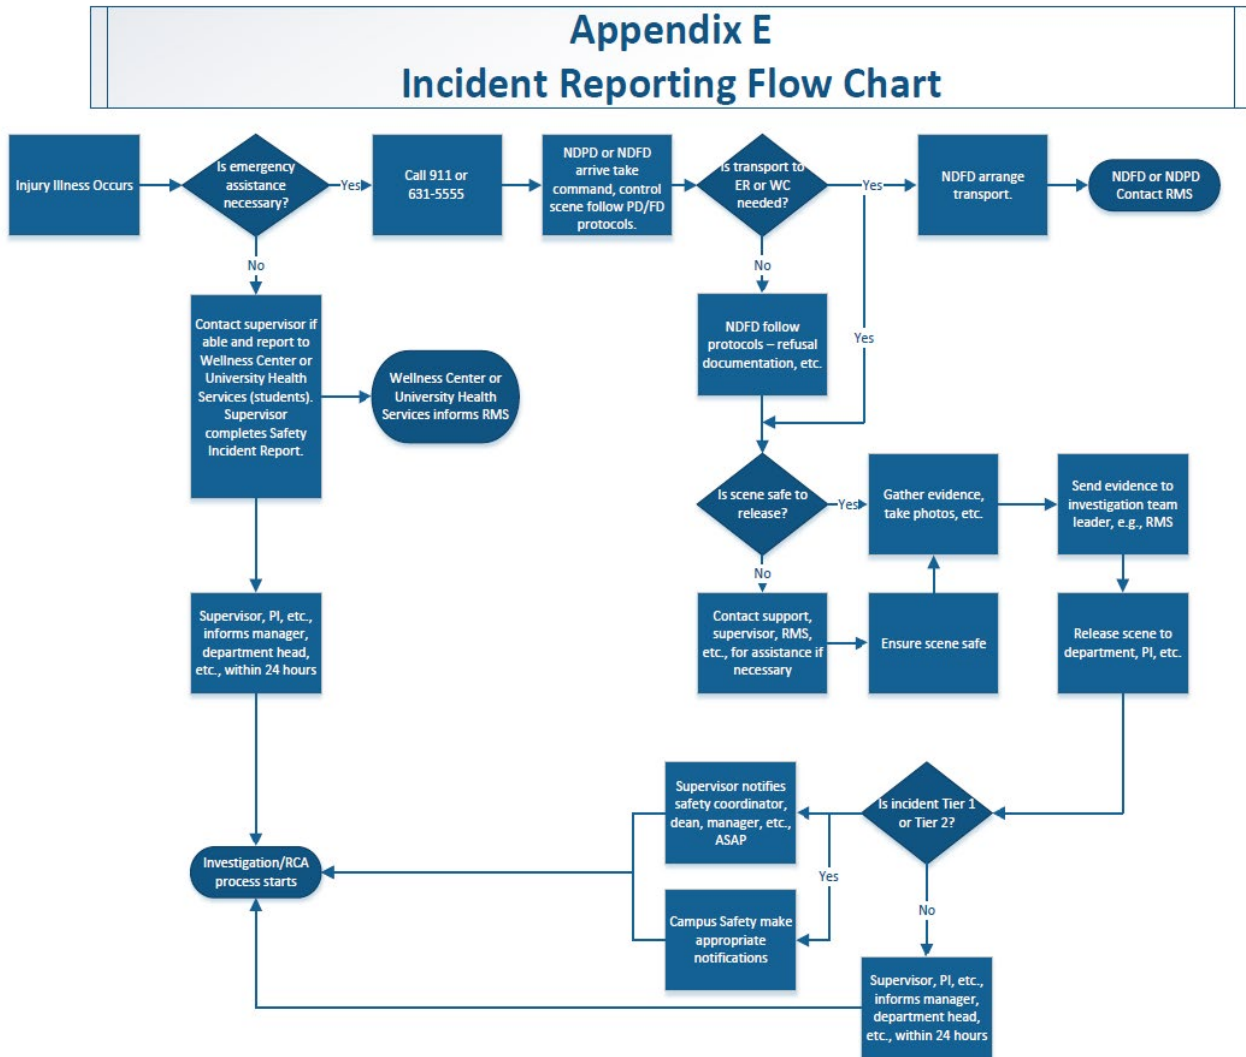 Appendix E
Incident Reporting Flow Chart
Injury Illness Occurs
Is emergency
assistance
necessary?
Yes
Call 911 or
631-5555
NDPD or NDFD
arrive take
command, control
scene follow PD/FD
protocols.
Is transport to
ER or WC
needed?
Yes
NDFD arrange
transport.
NDFD or NDPD
Contact RMS
No
No
Contact supervisor if
able and report to
Wellness Center or
University Health
Services (students).
Supervisor
completes Safety
Incident Report.
Wellness Center or
University Health
Services informs RMS
NDFD follow
protocols – refusal
documentation, etc.
Yes
Is scene safe to
release?
Yes
Gather evidence,
take photos, etc.
Send evidence to
investigation team
leader, e.g., RMS
No
Supervisor, PI, etc.,
informs manager,
department head,
etc., within 24 hours
Contact support,
supervisor, RMS,
etc., for assistance if
necessary
Ensure scene safe
Release scene to
department, PI, etc.
Supervisor notifies
safety coordinator,
dean, manager, etc.,
ASAP
Is incident Tier 1
or Tier 2?
Investigation/RCA
process starts
Yes
No
Campus Safety make
appropriate
notifications
Supervisor, PI, etc.,
informs manager,
department head,
etc., within 24 hours